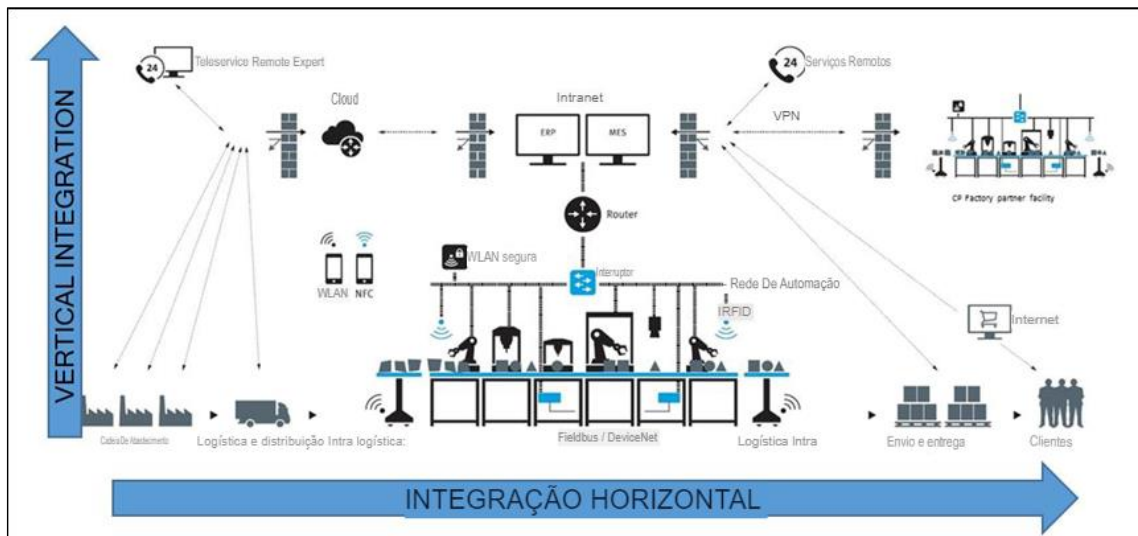 Teleservice Remote Expert
24
Cloud
Intranet
ERP
MES
24
Serviços Remotos
VPN
CP Factory partner facility
Router
WLAN segura
Interruptor
Rede De Automação
IRFID
WLAN
NFC
Internet
VERTICAL INTEGRATION
Logística e distribuição
Intra logística:
Fieldbus / DeviceNet
Logística Intra
Envio e entrega
Clientes
INTEGRAÇÃO HORIZONTAL